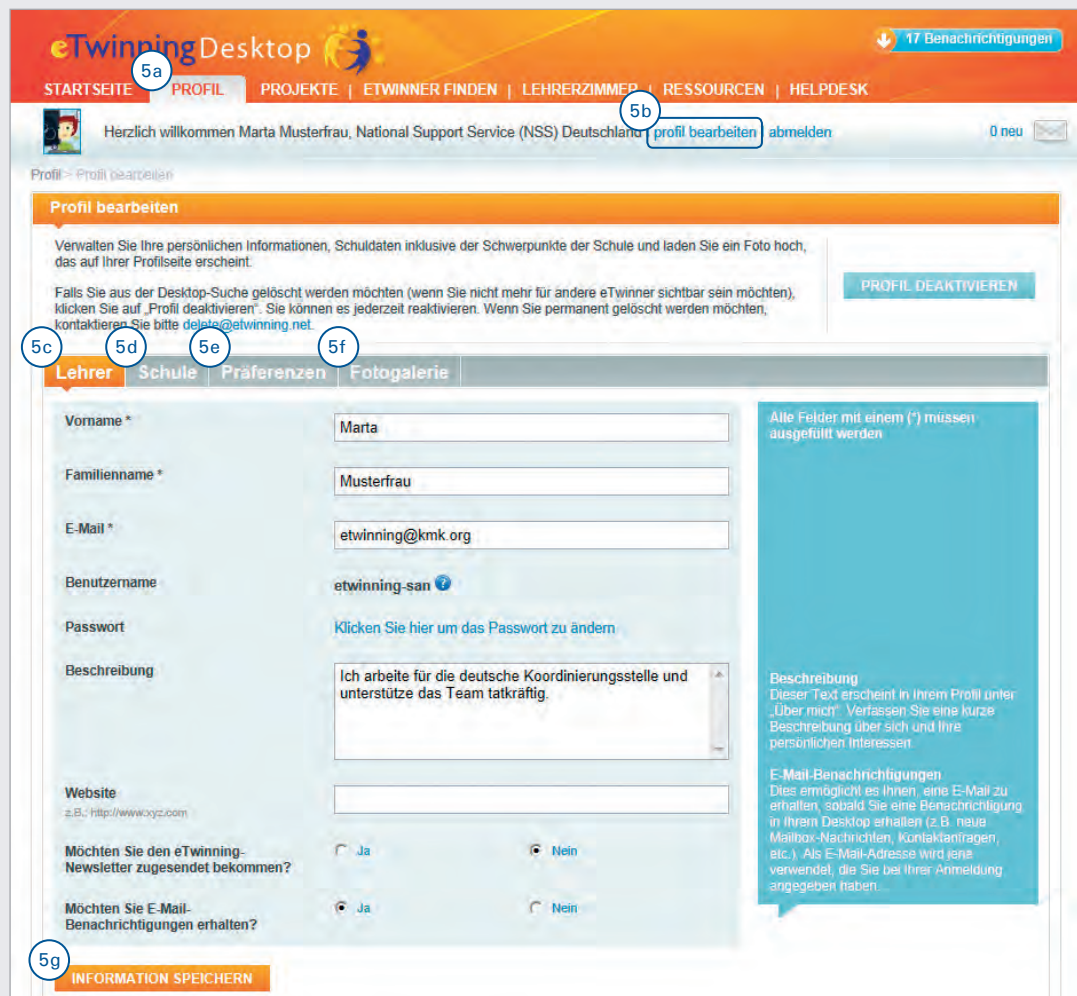 eTwinning Desktop
17 Benachrichtigungen
5a
STARTSEITE PROFIL PROJEKTE | ETWINNER FINDEN | LEHRERZIMMER | RESSOURCEN | HELPDESK
5b
Herzlich willkommen Marta Musterfrau, National Support Service (NSS) Deutschland | profil bearbeiten | abmelden
0 neu
Profil > Profil bearbeiten
Profil bearbeiten
Verwalten Sie Ihre persönlichen Informationen, Schuldaten inklusive der Schwerpunkte der Schule und laden Sie ein Foto hoch,
das auf Ihrer Profilseite erscheint.
Falls Sie aus der Desktop-Suche gelöscht werden möchten (wenn Sie nicht mehr für andere eTwinner sichtbar sein möchten),
klicken Sie auf „Profil deaktivieren“. Sie können es jederzeit reaktivieren. Wenn Sie permanent gelöscht werden möchten,
kontaktieren Sie bitte delete@etwinning.net.
PROFIL DEAKTIVIEREN
5c 5d 5e 5f
Lehrer Schule Präferenzen Fotogalerie
Vorname * Marta
Familienname * Musterfrau
E-Mail * etwinning@kmk.org
Benutzername etwinning-san ?
Passwort Klicken Sie hier um das Passwort zu ändern
Beschreibung Ich arbeite für die deutsche Koordinierungsstelle und
unterstütze das Team tatkräftig.
Website
z.B.: http://www.xyz.com
Möchten Sie den eTwinning- Ja Nein
Newsletter zugesendet bekommen?
Möchten Sie E-Mail- Ja Nein
Benachrichtigungen erhalten?
Alle Felder mit einem (*) müssen
ausgefüllt werden
Beschreibung
Dieser Text erscheint in Ihrem Profil unter
„Über mich“. Verfassen Sie eine kurze
Beschreibung über sich und Ihre
persönlichen Interessen.
E-Mail-Benachrichtigungen
Dies ermöglicht es Ihnen, eine E-Mail zu
erhalten, sobald Sie eine Benachrichtigung
in Ihrem Desktop erhalten (z.B. neue
Mailbox-Nachrichten, Kontaktanfragen,
etc.). Als E-Mail-Adresse wird jene
verwendet, die Sie bei Ihrer Anmeldung
angegeben haben.
5g
INFORMATION SPEICHERN